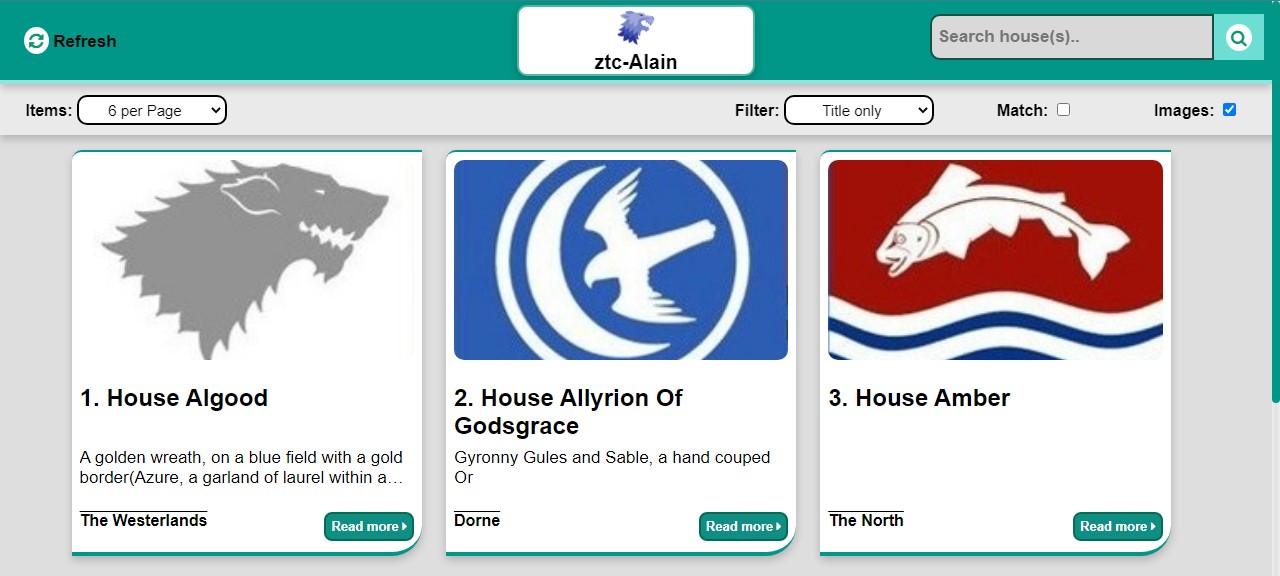 Refresh
ztc-Alain
Search house(s)..
Items: 6 per Page
Filter: Title only
Match:
Images:
1. House Algood
A golden wreath, on a blue field with a gold
border(Azure, a garland of laurel within a…
The Westerlands
Read more
2. House Allyrion Of
Godsgrace
Gyronny Gules and Sable, a hand couped
Or
Dorne
Read more
3. House Amber
The North
Read more